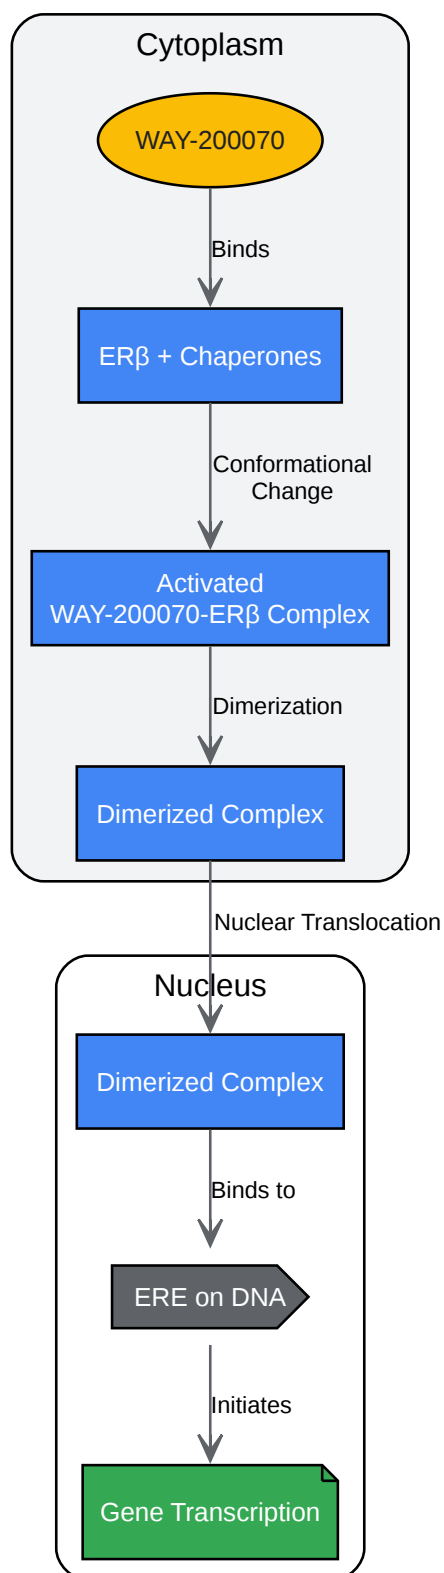 Cytoplasm
WAY-200070
Binds
ERβ + Chaperones
Conformational
Change
Activated
WAY-200070-ERβ Complex
Dimerization
Dimerized Complex
Nuclear Translocation
Nucleus
Dimerized Complex
Binds to
ERE on DNA
Initiates
Gene Transcription